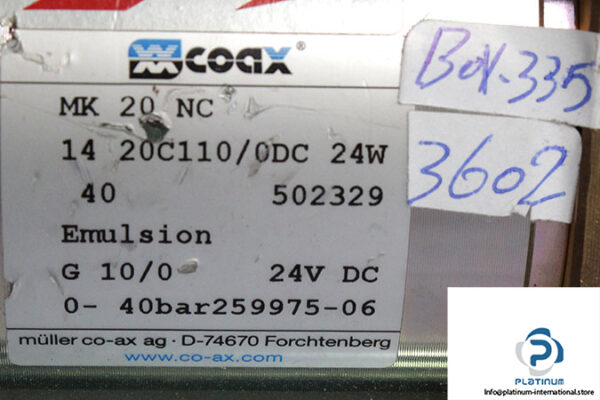 coax®
MK 20 NC
14 20C110/0DC 24W
40 502329
Emulsion
G 10/0 24V DC
0- 40bar259975-06
müller co-ax ag · D-74670 Forchtenberg
www.co-ax.com
Box-335
3602
PLATINUM
Info@platinum-international.store